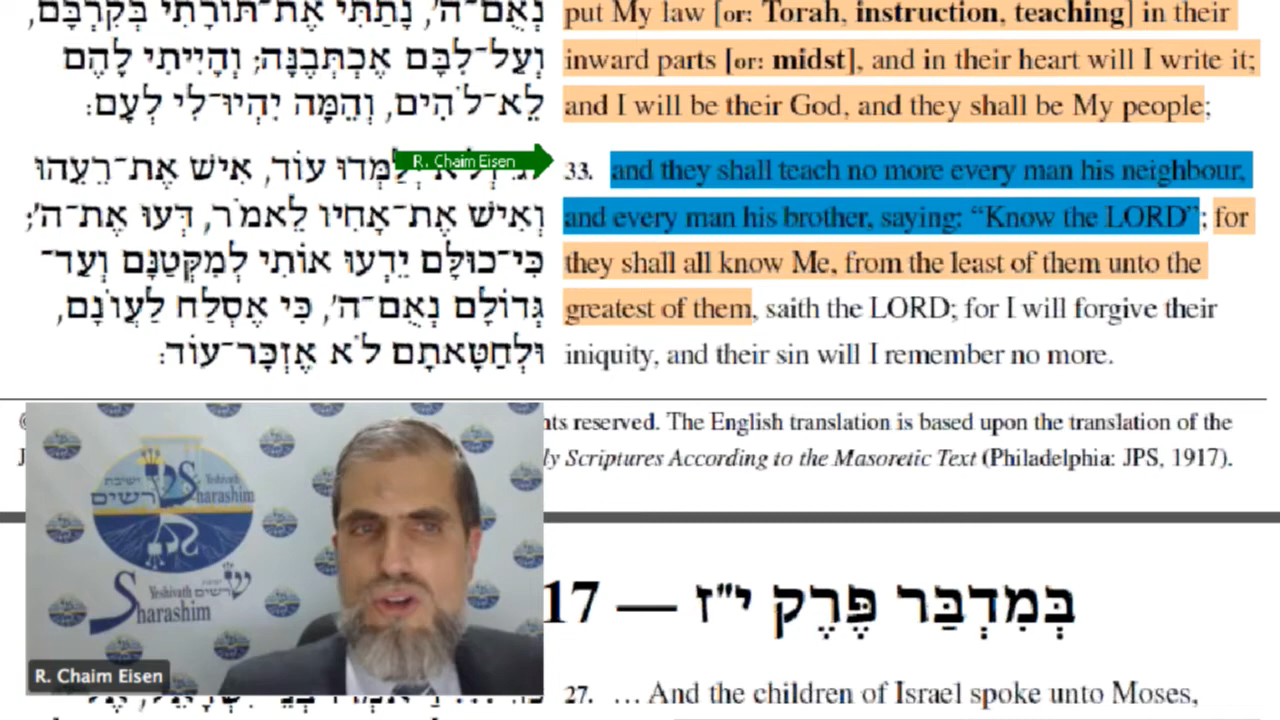 נְאֻם־ה', נָתַתִּי אֶת־תּוֹרָתִי בְּקִרְבָּם,
וְעַל־לִבָּם אֶכְתְּבֶנָּה; וְהָיִיתִי לָהֶם
לֵא־לֹהִים, וְהֵמָּה יִהְיוּ־לִי לְעָם:
put My law [or: Torah, instruction, teaching] in their
inward parts [or: midst], and in their heart will I write it;
and I will be their God, and they shall be My people;
עוֹד, אִישׁ אֶת־רֵעֵהוּ
וְאִישׁ אֶת־אָחִיו לֵאמֹר, דְּעוּ אֶת־ה';
כִּי־כוּלָּם יֵדְעוּ אוֹתִי לְמִקְּטַנָּם וְעַד־
גְּדוֹלָם נְאֻם־ה', כִּי אֶסְלַח לַעֲוֹנָם,
וּלְחַטָּאתָם לֹא אֶזְכָּר־עוֹד:
R. Chaim Eisen
33. and they shall teach no more every man his neighbour,
and every man his brother, saying: “Know the LORD”; for
they shall all know Me, from the least of them unto the
greatest of them, saith the LORD; for I will forgive their
iniquity, and their sin will I remember no more.
reserved. The English translation is based upon the translation of the
Scriptures According to the Masoretic Text (Philadelphia: JPS, 1917).
ישיבת שרשים
Yeshivath Sharashim
Yeshivath ישיבת שרשים
Sharashim
R. Chaim Eisen
17 — בְּמִדְבַּר פֶּרֶק י"ז
27. … And the children of Israel spoke unto Moses,